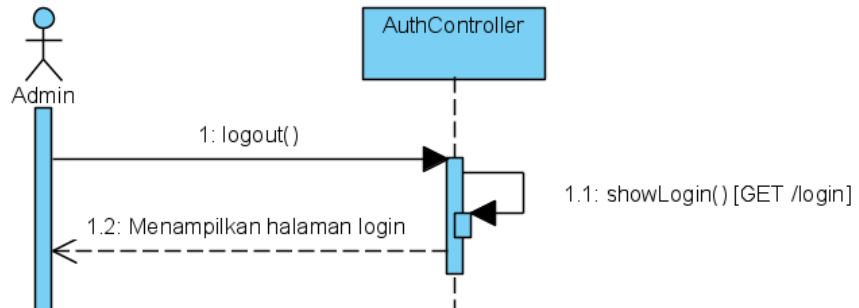 AuthController
Admin
1: logout()
1.1: showLogin() [GET /login]
1.2: Menampilkan halaman login